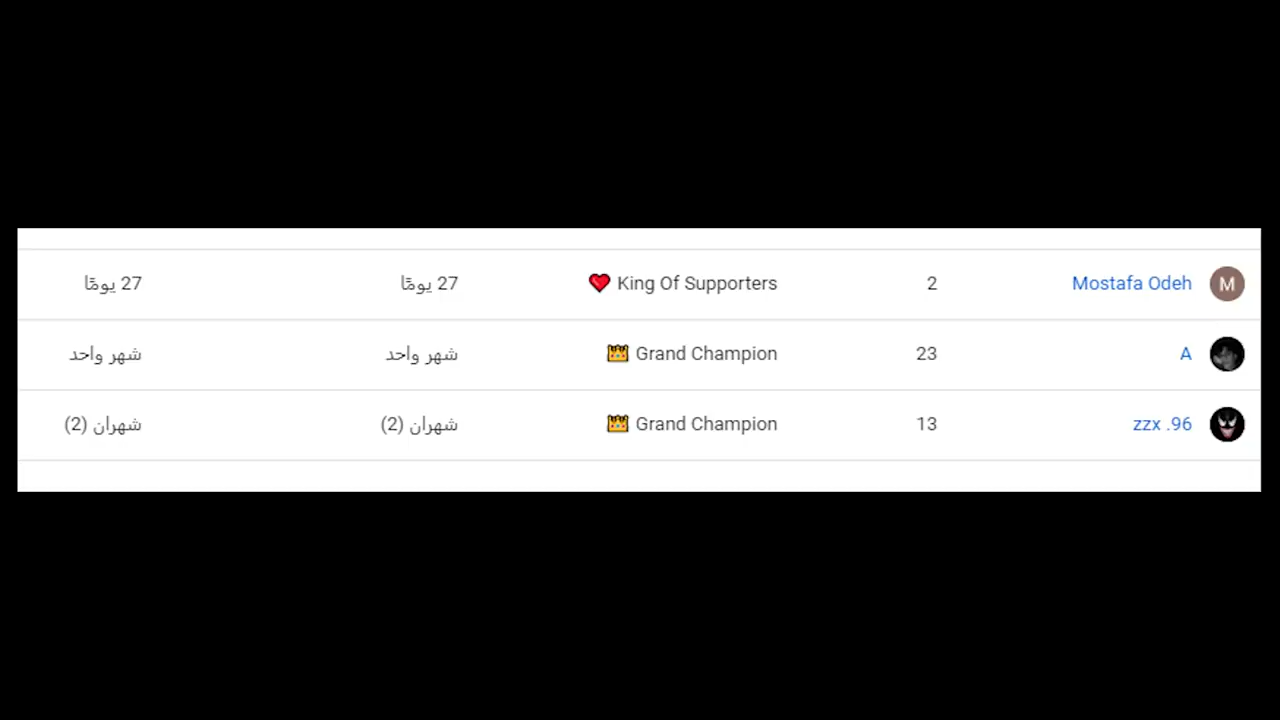 M Mostafa Odeh 2 King Of Supporters ❤️ 27 يومًا 27 يومًا
A 23 Grand Champion 👑 شهر واحد شهر واحد
zzx .96 13 Grand Champion 👑 شهران (2) شهران (2)